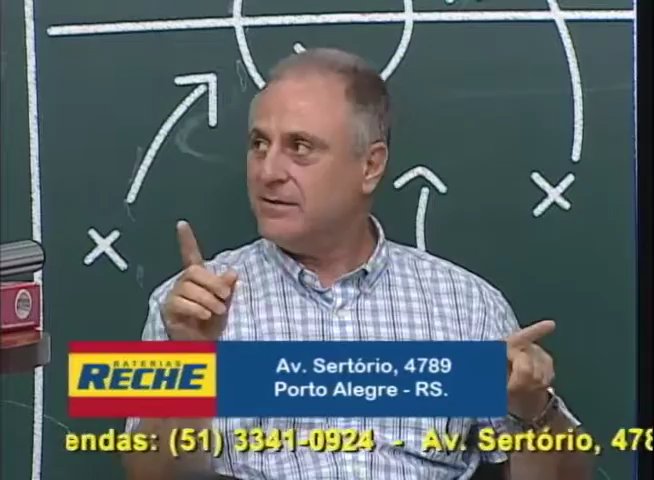 BATERIAS
RECHE
Av. Sertório, 4789
Porto Alegre - RS.
endas: (51) 3341-0924 - Av. Sertório, 478